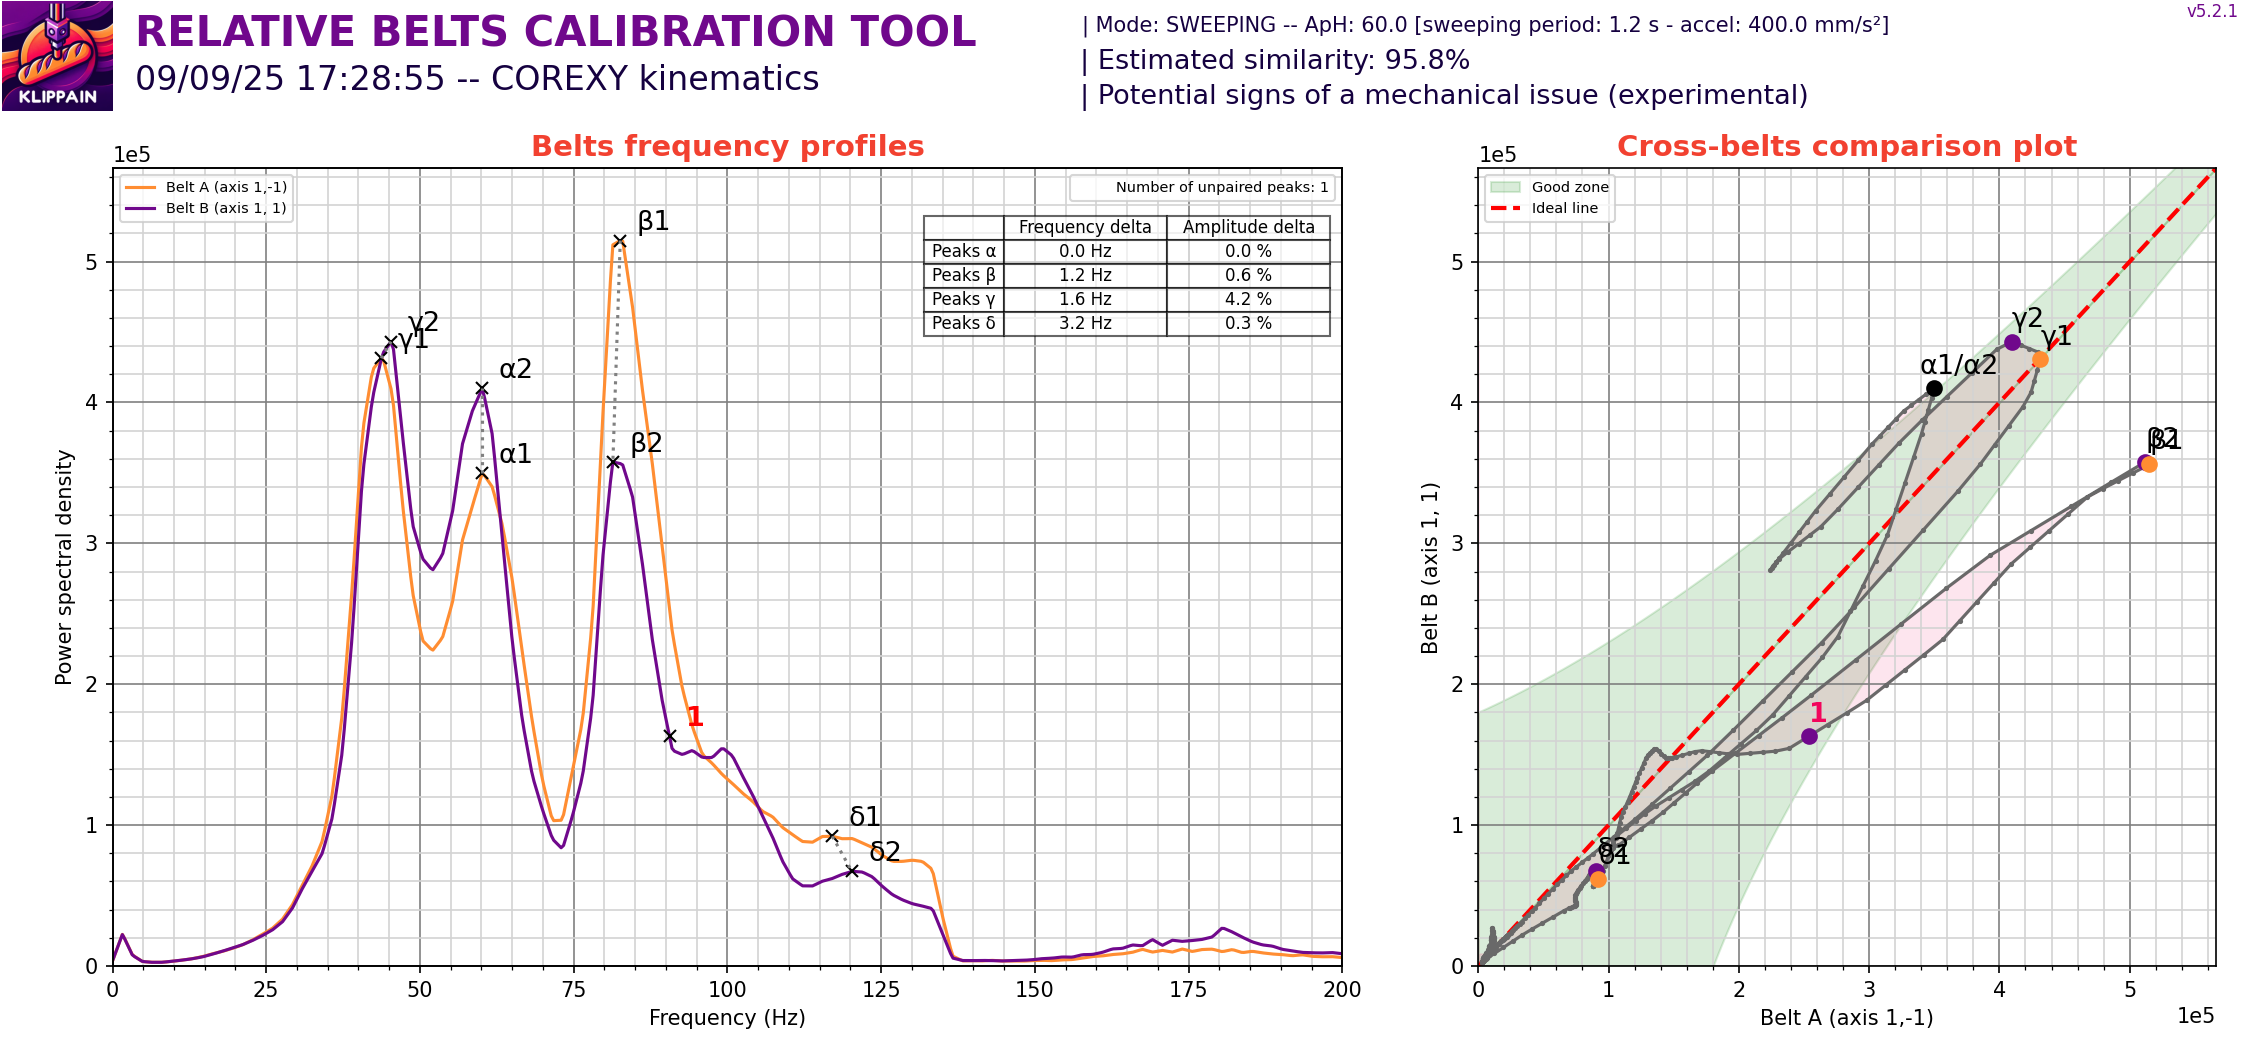 KLIPPAIN
RELATIVE BELTS CALIBRATION TOOL
09/09/25 17:28:55 -- COREXY kinematics
| Mode: SWEEPING -- ApH: 60.0 [sweeping period: 1.2 s - accel: 400.0 mm/s²]
| Estimated similarity: 95.8%
| Potential signs of a mechanical issue (experimental)
v5.2.1
Belts frequency profiles
1e5
Belt A (axis 1,-1)
Belt B (axis 1, 1)
Number of unpaired peaks: 1
Frequency delta Amplitude delta
Peaks α 0.0 Hz 0.0 %
Peaks β 1.2 Hz 0.6 %
Peaks γ 1.6 Hz 4.2 %
Peaks δ 3.2 Hz 0.3 %
β1
γ2
γ1
α2
α1
β2
1
δ1
δ2
5
4
3
2
1
0
Power spectral density
0 25 50 75 100 125 150 175 200
Frequency (Hz)
Cross-belts comparison plot
1e5
Good zone
Ideal line
γ2
γ1
α1/α2
β2
β1
1
δ2
δ1
5
4
3
2
1
0
Belt B (axis 1, 1)
0 1 2 3 4 5
1e5
Belt A (axis 1,-1)